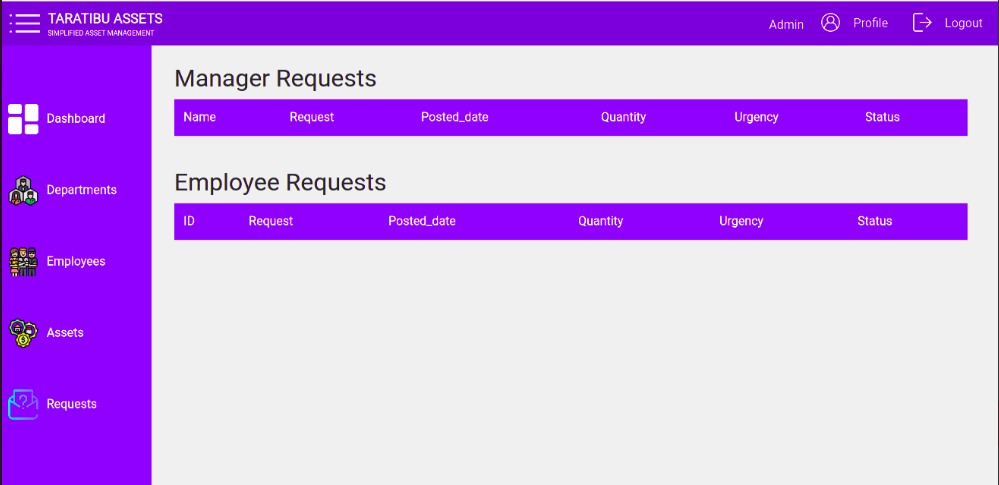 TARATIBU ASSETS
SIMPLIFIED ASSET MANAGEMENT
Admin Profile Logout
Dashboard
Departments
Employees
Assets
Requests
Manager Requests
Name Request Posted_date Quantity Urgency Status
Employee Requests
ID Request Posted_date Quantity Urgency Status